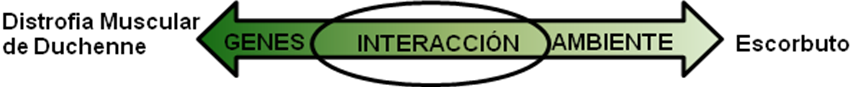 Distrofia Muscular
de Duchenne
GENES
INTERACCIÓN
AMBIENTE
Escorbuto